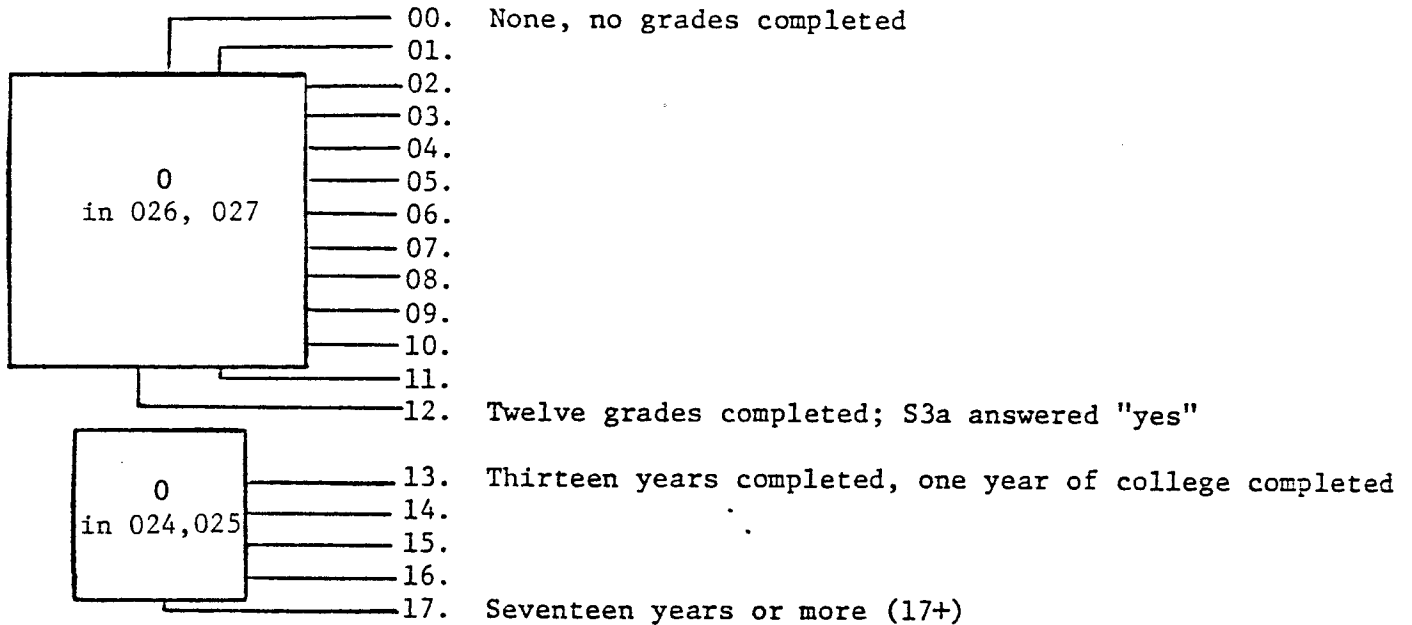 00. None, no grades completed
01.
02.
03.
04.
0
05.
in 026, 027
06.
07.
08.
09.
10.
11.
12. Twelve grades completed; S3a answered "yes"
13. Thirteen years completed, one year of college completed
0
14.
in 024,025
15.
16.
17. Seventeen years or more (17+)